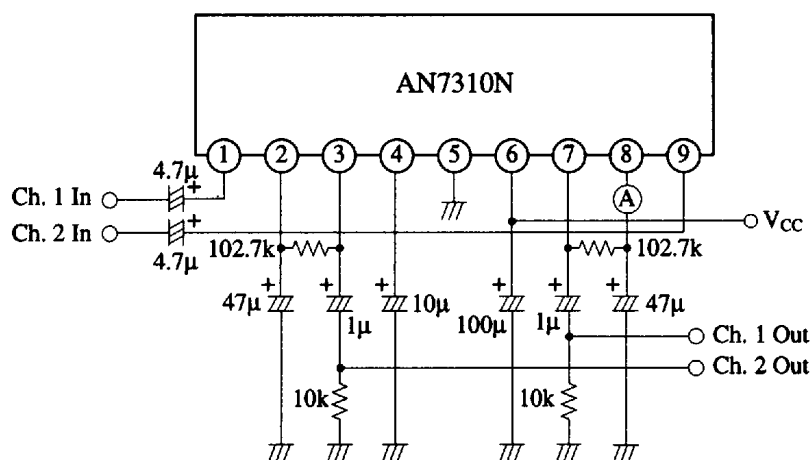 AN7310N
1 2 3 4 5 6 7 8 9
4.7μ +
Ch. 1 In
A
+
Ch. 2 In
V_CC
4.7μ
102.7k 102.7k
+ + + + + +
47μ 1μ 10μ 100μ 1μ 47μ
Ch. 1 Out
Ch. 2 Out
10k 10k